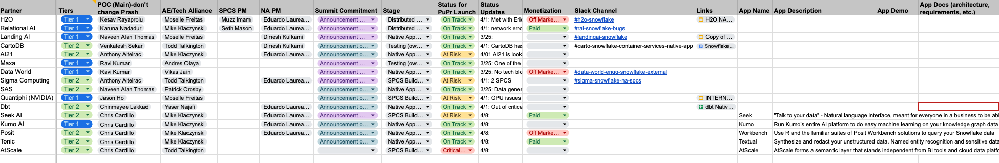 Partner Tiers POC (Main)-don't change Prash AE/Tech Alliance SPCS PM NA PM Summit Commitment Stage Status for PuPr Launch Status Updates Monetization Slack Channel Links App Name App Description App Demo App Docs (architecture, requirements, etc.)
H2O Tier 1 Kesav Rayaprolu Moselle Freitas Muzz Imam Eduardo Laurea... Announcement ... Distributed ... On Track 4/1: Met with Eric Off Marke... #h2o-snowflake H2O NA...
Relational AI Tier 1 Karuna Nadadur Mike Klaczynski Seth Mason Eduardo Laurea... Announcement ... Distributed ... On Track 4/1: network erro Paid #rai-snowflake-bugs
Landing AI Tier 1 Naveen Alan Thomas Moselle Freitas Dinesh Kulkarni Announcement ... Native App... On Track 3/25: #landingai-snowflake Copy of ...
CartoDB Tier 2 Venkatesh Sekar Todd Talkington Dinesh Kulkarni Announcement o... Testing (ow... On Track 4/1: CartoDB has #carto-snowflake-container-services-native-app Snowflake ...
AI21 Tier 2 Anthony Alteirac Mike Klaczynski Eduardo Laurea... Announcement o... Native App... At Risk 4/01 AI21 is look
Maxa Tier 1 Ravi Kumar Andres Olaya Announcement ... Testing (ow... On Track 3/25: One of the
Data World Tier 1 Ravi Kumar Vikas Jain Announcement ... Native App... On Track 3/25: No tech blo Off Marke... #data-world-engg-snowflake-external
Sigma Computing Tier 2 Anthony Alteirac Todd Talkington Eduardo Laurea... Announcement ... SPCS Build... At Risk 4/1: 2 SPCS #sigma-snowflake-na-spcs
SAS Tier 2 Naveen Alan Thomas Patrick Crosby Announcement o... Native App... On Track 3/25: Data gener
Quantiphi (NVIDIA) Tier 1 Jason Ho Moselle Freitas Announcement o... SPCS Build... At Risk 4/1: GPU issues INTERN...
Dbt Tier 2 Chinmayee Lakkad Yaser Najafi Eduardo Laurea... Announcement o... Native App... On Track 4/1: Out of critica dbt Nativ...
Seek AI Tier 2 Chris Cardillo Mike Klaczynski Eduardo Laurea... Announcement o... SPCS Build... At Risk 4/8: Paid Seek "Talk to your data" - Natural language interface, meant for everyone in a business to be abl
Kumo AI Tier 1 Chris Cardillo Mike Klaczynski Eduardo Laurea... Announcement o... Native App... On Track 4/8: Kumo Run Kumo's entire AI platform to do easy machine learning on your knowledge graph data
Posit Tier 2 Chris Cardillo Mike Klaczynski Eduardo Laurea... Announcement o... Native App... On Track 4/8: Off Marke... Workbench Use R and the familiar suites of Posit Workbench solutions to query your Snowflake data
Tonic Tier 2 Chris Cardillo Mike Klaczynski Announcement o... Native App... On Track 4/8: Paid Textual Synthesize and redact your unstructured data. Named entity recognition and sensitive data
AtScale Tier 2 Chris Cardillo Todd Talkington SPCS Build... Critical... 4/8: AtScale AtScale forms a semantic layer that stands independent from BI tools and cloud data platfo